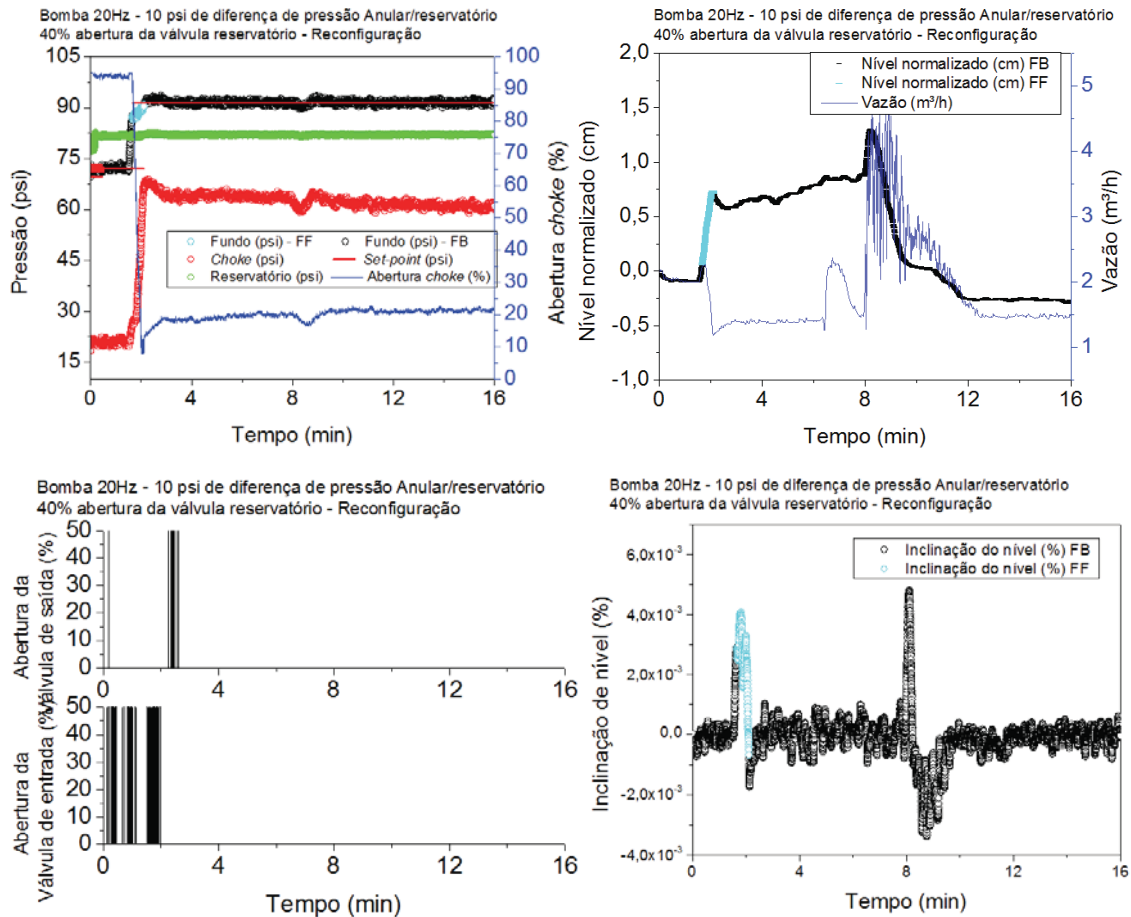 Bomba 20Hz - 10 psi de diferença de pressão Anular/reservatório
40% abertura da válvula reservatório - Reconfiguração
105
90
75
60
45
30
15
Pressão (psi)
100
90
80
70
60
50
40
30
20
10
0
Abertura choke (%)
Fundo (psi) - FF
Fundo (psi) - FB
Choke (psi)
Set-point (psi)
Reservatório (psi)
Abertura choke (%)
0 4 8 12 16
Tempo (min)
Bomba 20Hz - 10 psi de diferença de pressão Anular/reservatório
40% abertura da válvula reservatório - Reconfiguração
2,0
1,5
1,0
0,5
0,0
-0,5
-1,0
Nível normalizado (cm)
Nível normalizado (cm) FB
Nível normalizado (cm) FF
Vazão (m³/h)
5
4
3
2
1
Vazão (m³/h)
0 4 8 12 16
Tempo (min)
Bomba 20Hz - 10 psi de diferença de pressão Anular/reservatório
40% abertura da válvula reservatório - Reconfiguração
50
40
30
20
10
0
Abertura da
Válvula de saída (%)
0 4 8 12 16
50
40
30
20
10
0
Abertura da
Válvula de entrada (%)
0 4 8 12 16
Tempo (min)
Bomba 20Hz - 10 psi de diferença de pressão Anular/reservatório
40% abertura da válvula reservatório - Reconfiguração
6,0x10⁻³
4,0x10⁻³
2,0x10⁻³
0,0
-2,0x10⁻³
-4,0x10⁻³
Inclinação de nível (%)
Inclinação do nível (%) FB
Inclinação do nível (%) FF
0 4 8 12 16
Tempo (min)